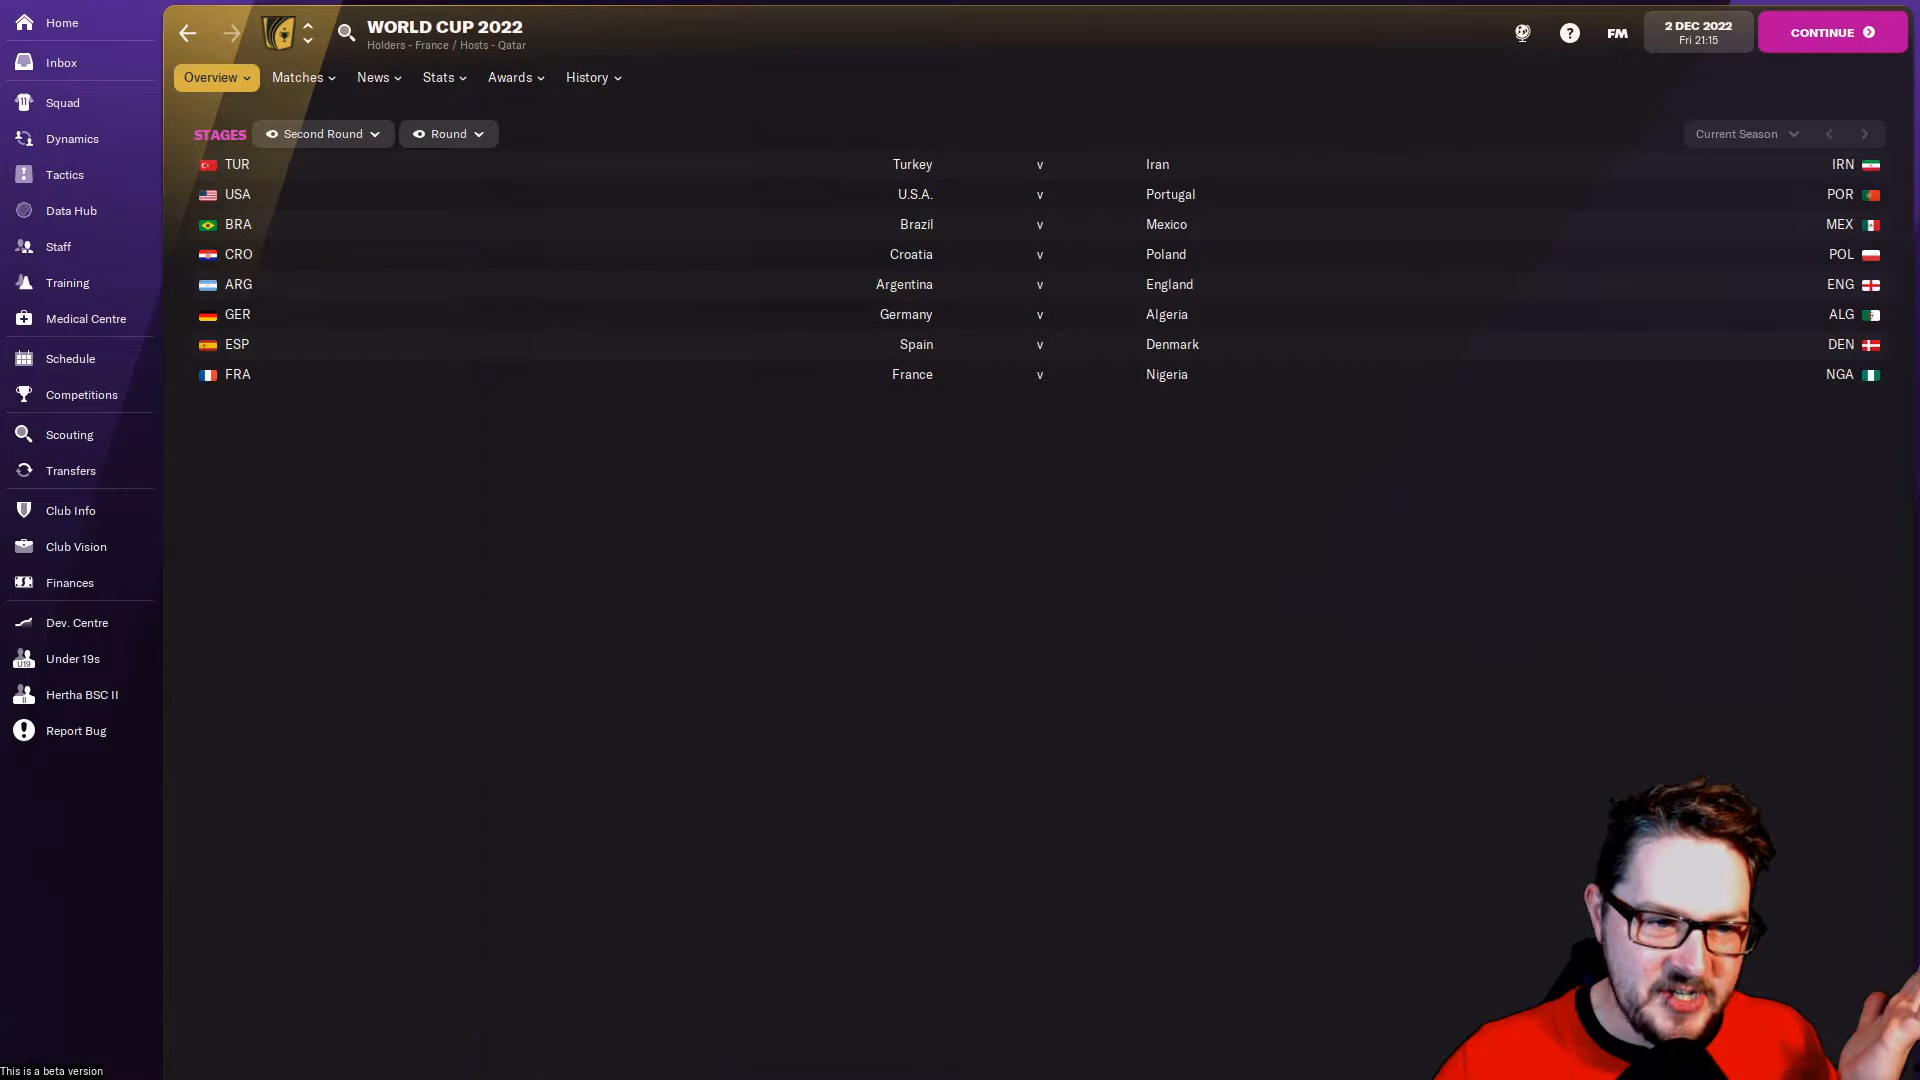 Home
Inbox
Squad
Dynamics
Tactics
Data Hub
Staff
Training
Medical Centre
Schedule
Competitions
Scouting
Transfers
Club Info
Club Vision
Finances
Dev. Centre
Under 19s
Hertha BSC II
Report Bug
This is a beta version
WORLD CUP 2022
Holders - France / Hosts - Qatar
FM
2 DEC 2022
Fri 21:15
CONTINUE
Overview Matches News Stats Awards History
STAGES Second Round Round Current Season
TUR Turkey v Iran IRN
USA U.S.A. v Portugal POR
BRA Brazil v Mexico MEX
CRO Croatia v Poland POL
ARG Argentina v England ENG
GER Germany v Algeria ALG
ESP Spain v Denmark DEN
FRA France v Nigeria NGA